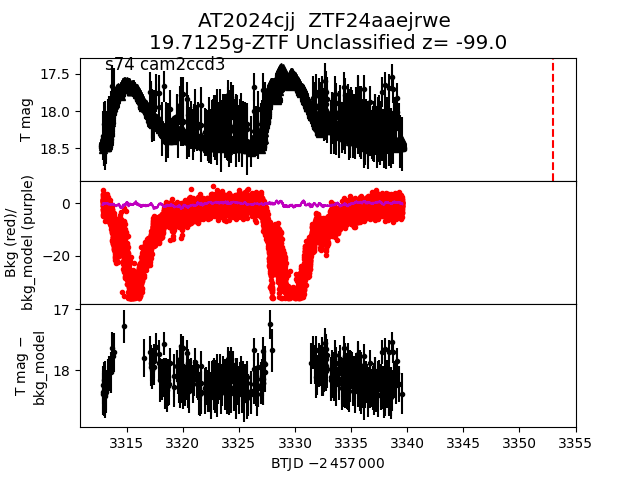 AT2024cjj  ZTF24aaejrwe
19.7125g-ZTF Unclassified z= -99.0
s74 cam2ccd3
17.5
18.0
18.5
T mag
0
−20
Bkg (red)/
bkg_model (purple)
17
18
T mag −
bkg_model
3315 3320 3325 3330 3335 3340 3345 3350 3355
BTJD −2 457 000